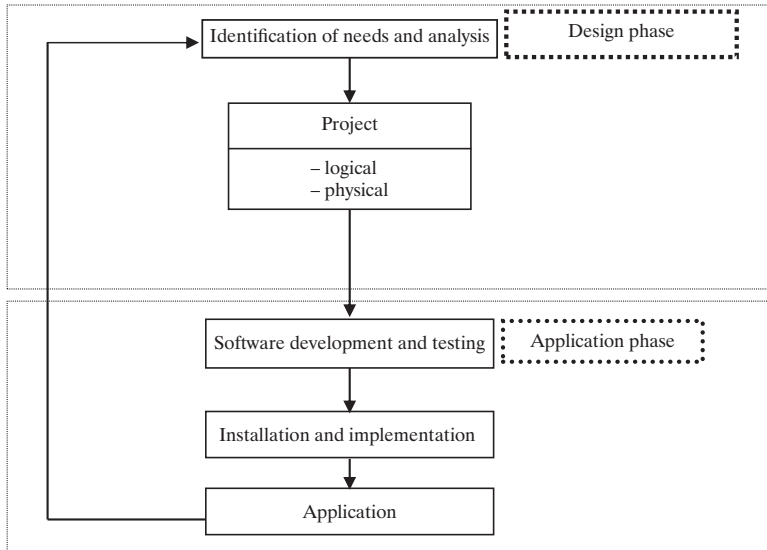 Identification of needs and analysis
Design phase
Project
– logical
– physical
Software development and testing
Application phase
Installation and implementation
Application